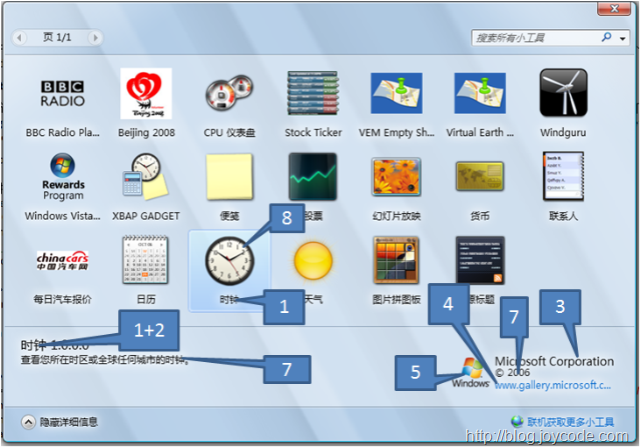 页 1/1
搜索所有小工具
BBC
RADIO
Beijing 2008
BBC Radio Pla...
Beijing 2008
CPU 仪表盘
Stock Ticker
VEM Empty Sh...
Virtual Earth ...
Windguru
Rewards
Program
Windows Vista...
XBAP GADGET
便笺
股票
幻灯片放映
货币
联系人
8
chinacars
中国汽车网
每日汽车报价
日历
时钟
天气
图片拼图板
源标题
1
4
7
3
1+2
时钟 1.0.0.0
查看您所在时区或全球任何城市的时钟。
7
5
Windows
Microsoft Corporation
© 2006
www.gallery.microsoft.c...
隐藏详细信息
联机获取更多小工具
http://blog.joycode.com